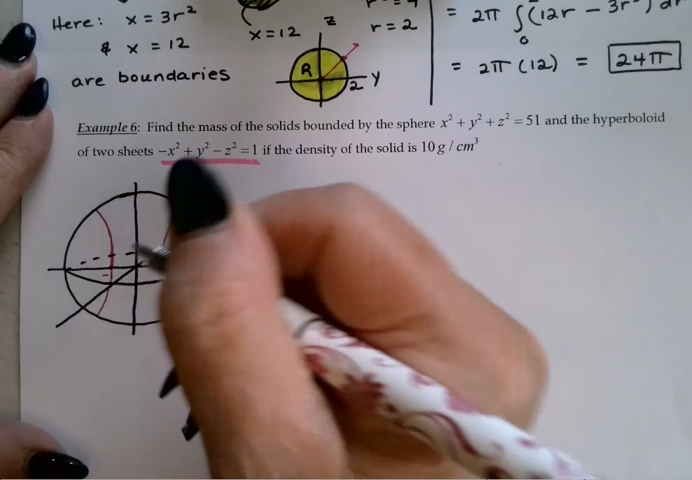 Here: x = 3r²
& x = 12
are boundaries
x=12
r = 2
z
R
2
y
= 2π ∫ (12r - 3r
0
= 2π (12) = 24π
Example 6: Find the mass of the solids bounded by the sphere x² + y² + z² = 51 and the hyperboloid
of two sheets -x² + y² - z² = 1 if the density of the solid is 10 g / cm³